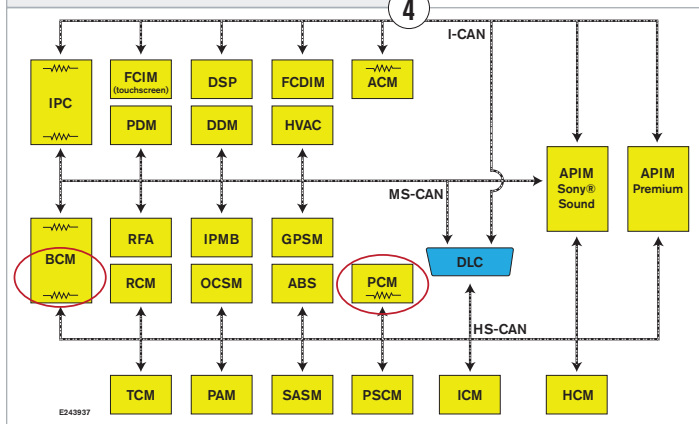 4
I-CAN
IPC
FCIM
(touchscreen)
DSP
FCDIM
ACM
PDM
DDM
HVAC
APIM
Sony®
Sound
APIM
Premium
MS-CAN
BCM
RFA
IPMB
GPSM
DLC
RCM
OCSM
ABS
PCM
HS-CAN
TCM
PAM
SASM
PSCM
ICM
HCM
E243937